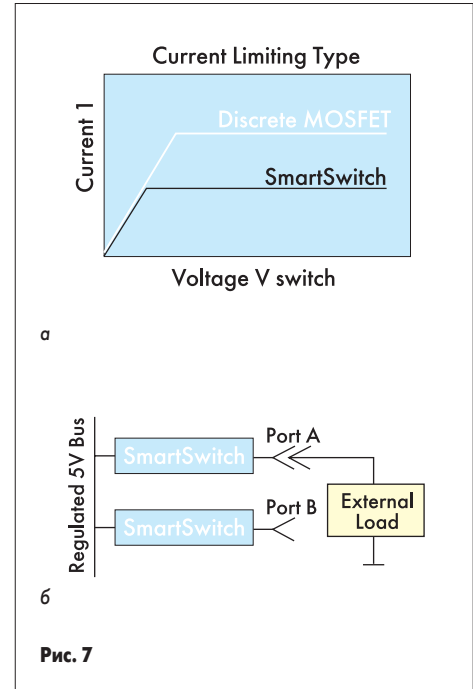 Current Limiting Type
Current 1
Discrete MOSFET
SmartSwitch
Voltage V switch
а
Regulated 5V Bus
SmartSwitch
Port A
SmartSwitch
Port B
External
Load
б
Рис. 7